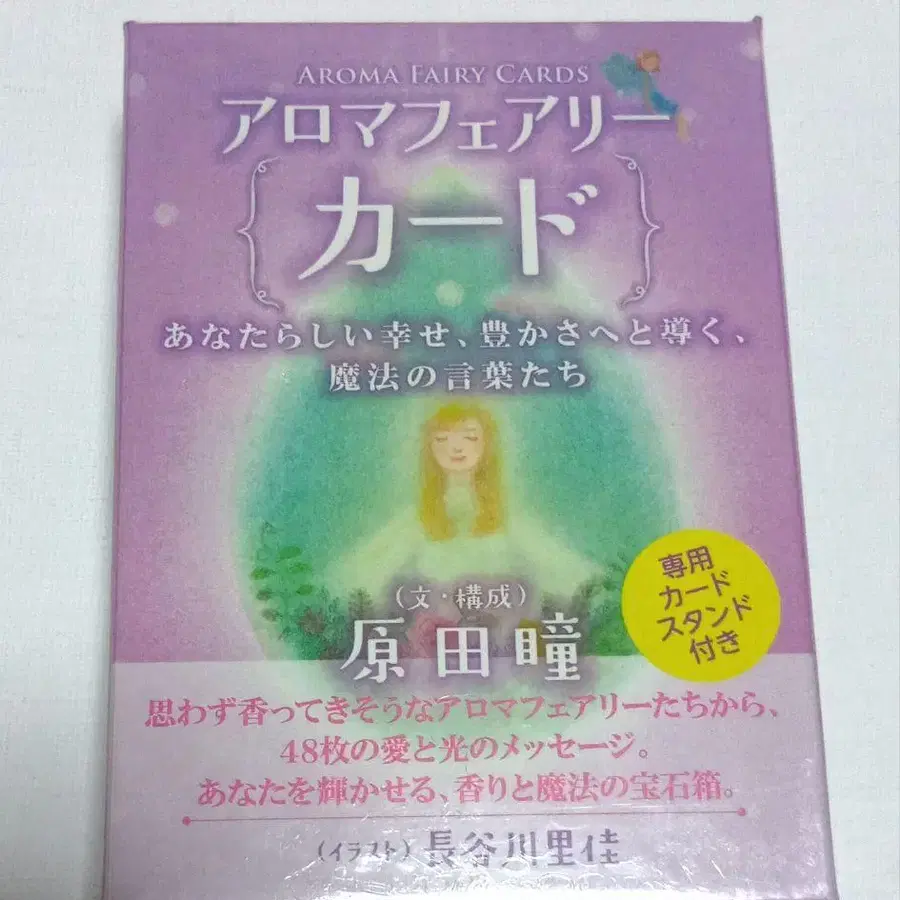 AROMA FAIRY CARDS
アロマフェアリー
カード
あなたらしい幸せ、豊かさへと導く、
魔法の言葉たち
(文・構成)
原田瞳
専用
カード
スタンド
付き
思わず香ってきそうなアロマフェアリーたちから、
48枚の愛と光のメッセージ。
あなたを輝かせる、香りと魔法の宝石箱。
(イラスト)長谷川里佳